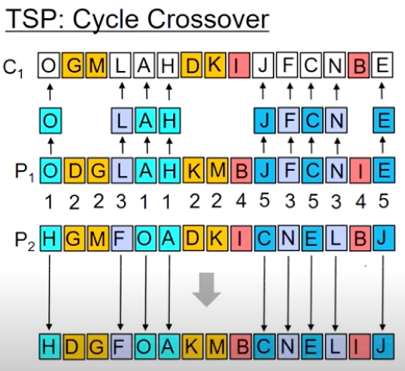 TSP: Cycle Crossover
C1 O G M L A H D K I J F C N B E
O L A H J F C N E
P1 O D G L A H K M B J F C N I E
1 2 2 3 1 1 2 2 4 5 3 5 3 4 5
P2 H G M F O A D K I C N E L B J
H D G F O A K M B C N E L I J